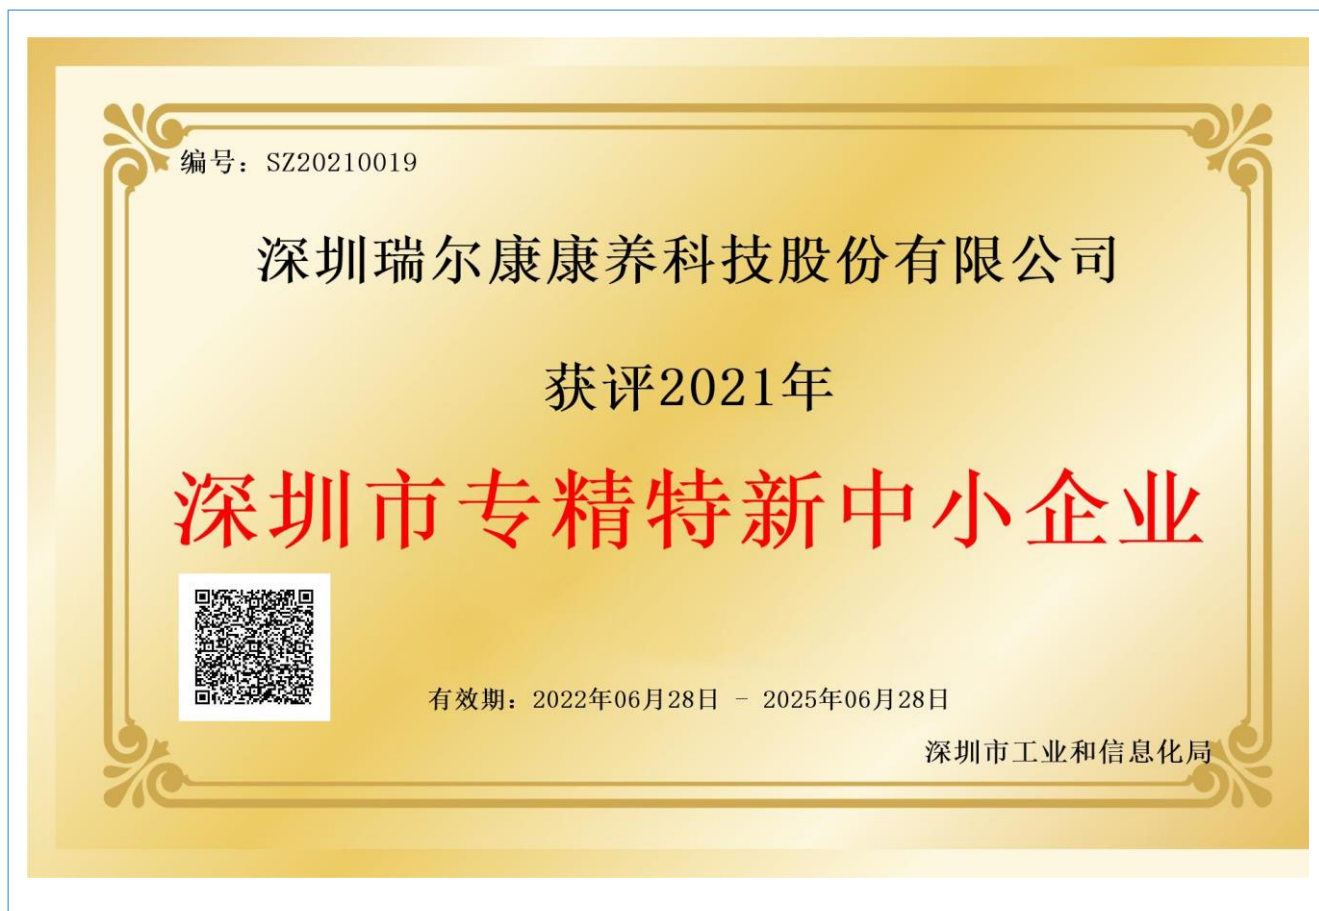 编号：SZ20210019
深圳瑞尔康康养科技股份有限公司
获评2021年
深圳市专精特新中小企业
有效期：2022年06月28日 - 2025年06月28日
深圳市工业和信息化局